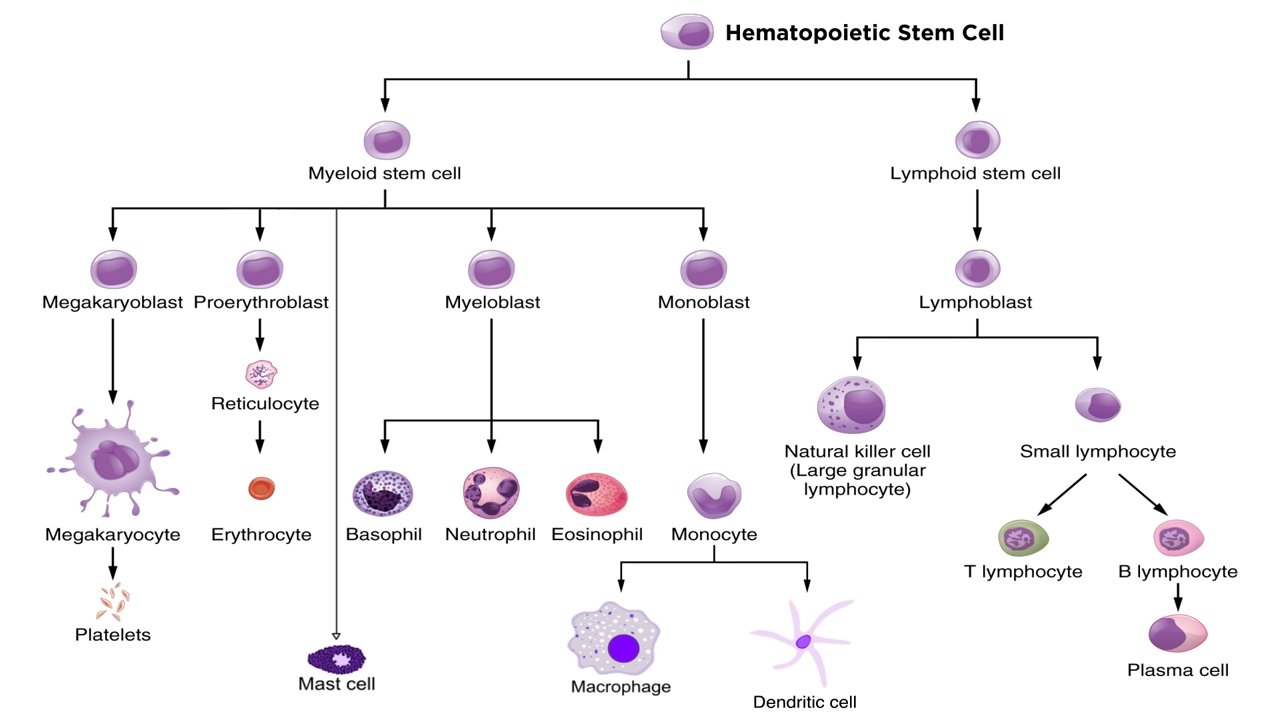 Hematopoietic Stem Cell
Myeloid stem cell
Lymphoid stem cell
Megakaryoblast
Proerythroblast
Myeloblast
Monoblast
Lymphoblast
Reticulocyte
Natural killer cell
(Large granular
lymphocyte)
Small lymphocyte
Megakaryocyte
Erythrocyte
Basophil
Neutrophil
Eosinophil
Monocyte
T lymphocyte
B lymphocyte
Platelets
Mast cell
Macrophage
Dendritic cell
Plasma cell